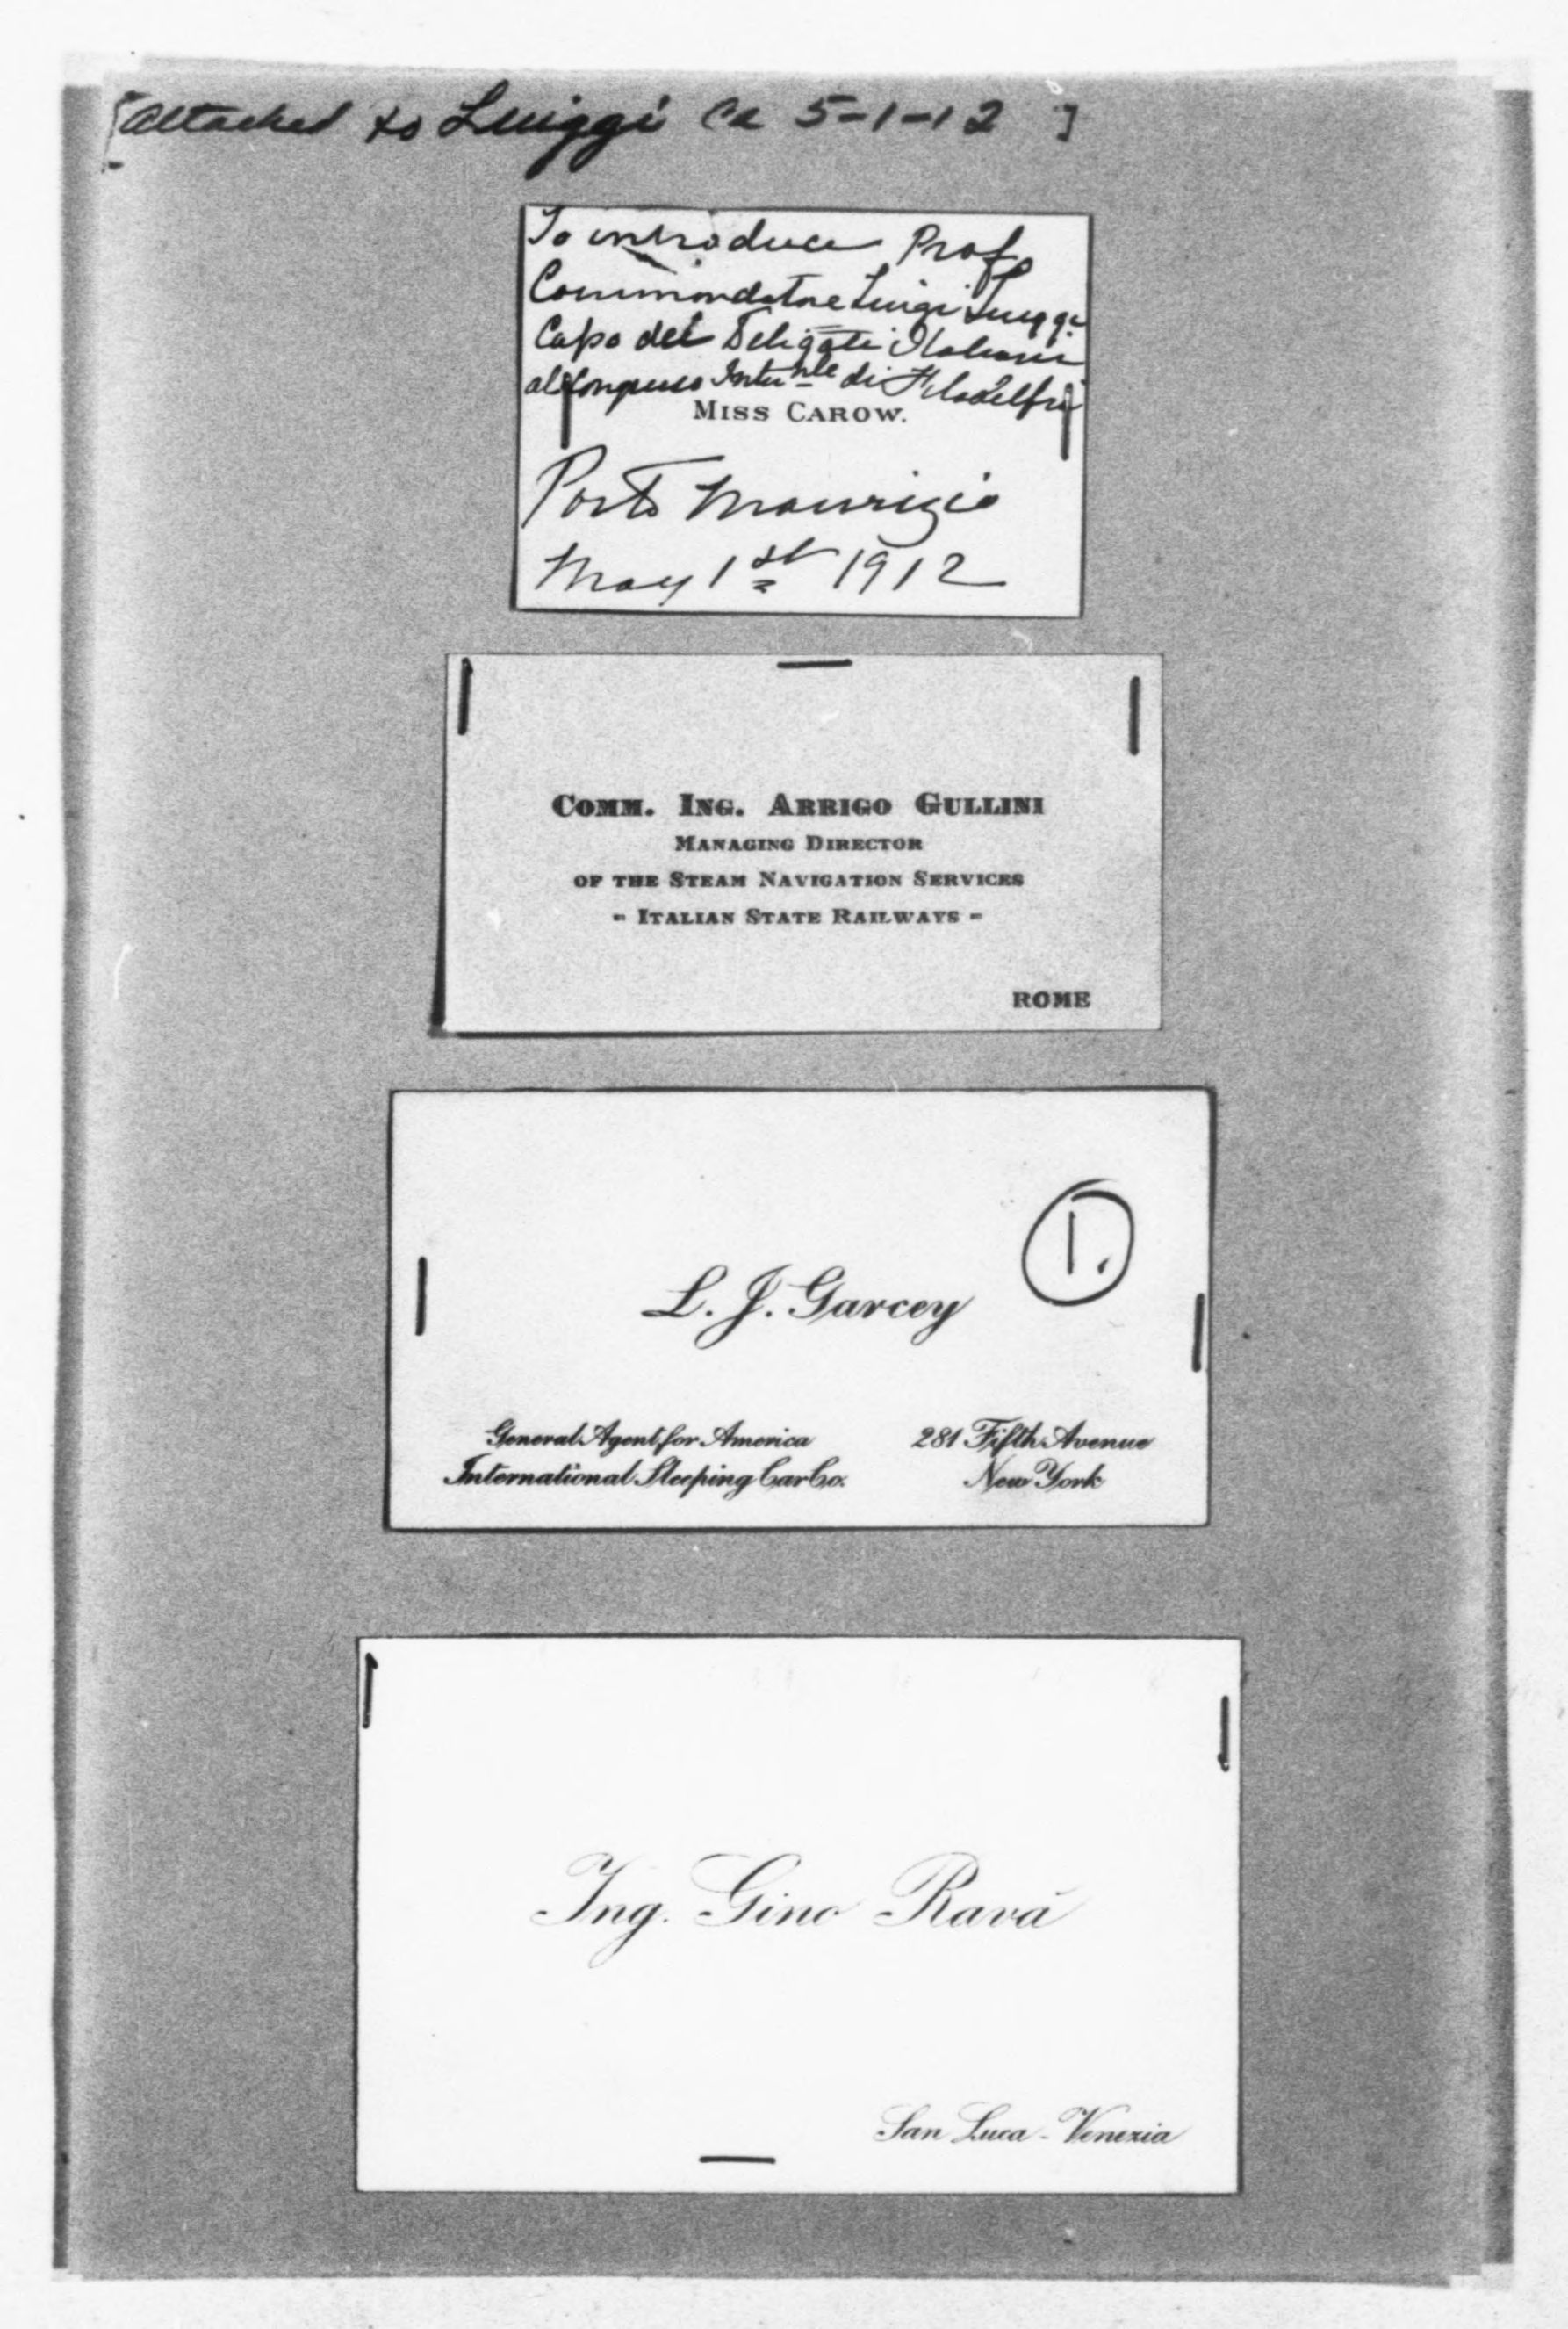 [Attached to Luiggi Ca 5-1-12]
To introduce Prof
Commendatore Luigi Luiggi
Capo dei Delegati Italiani
al Congresso Inter<sup>nle</sup> di Filadelfia
MISS CAROW.
Porto Maurizio
May 1st 1912
COMM. ING. ARRIGO GULLINI
MANAGING DIRECTOR
OF THE STEAM NAVIGATION SERVICES
- ITALIAN STATE RAILWAYS -
ROME
1.
L. J. Garcey
General Agent for America
International Sleeping Car Co.
281 Fifth Avenue
New York
Ing. Gino Ravà
San Luca - Venezia